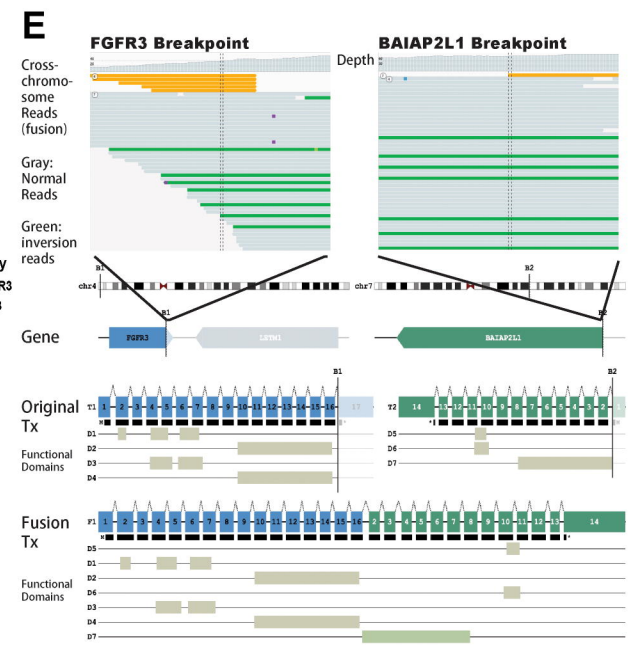 E
FGFR3 Breakpoint
BAIAP2L1 Breakpoint
Cross-
chromo-
some
Reads
(fusion)
Depth
Gray:
Normal
Reads
Green:
inversion
reads
y
R3
3
B1
chr4
B1
chr7
B2
B2
Gene
FGFR3
LETM1
BAIAP2L1
B1
B2
Original
Tx
T1 1 2 3 4 5 6 7 8 9 10 11 12 13 14 15 16 17
T2 14 13 12 11 10 9 8 7 6 5 4 3 2 1
Functional
Domains
D1
D2
D3
D4
D5
D6
D7
Fusion
Tx
F1 1 2 3 4 5 6 7 8 9 10 11 12 13 14 15 16 2 3 4 5 6 7 8 9 10 11 12 13 14
Functional
Domains
D5
D1
D2
D6
D3
D4
D7